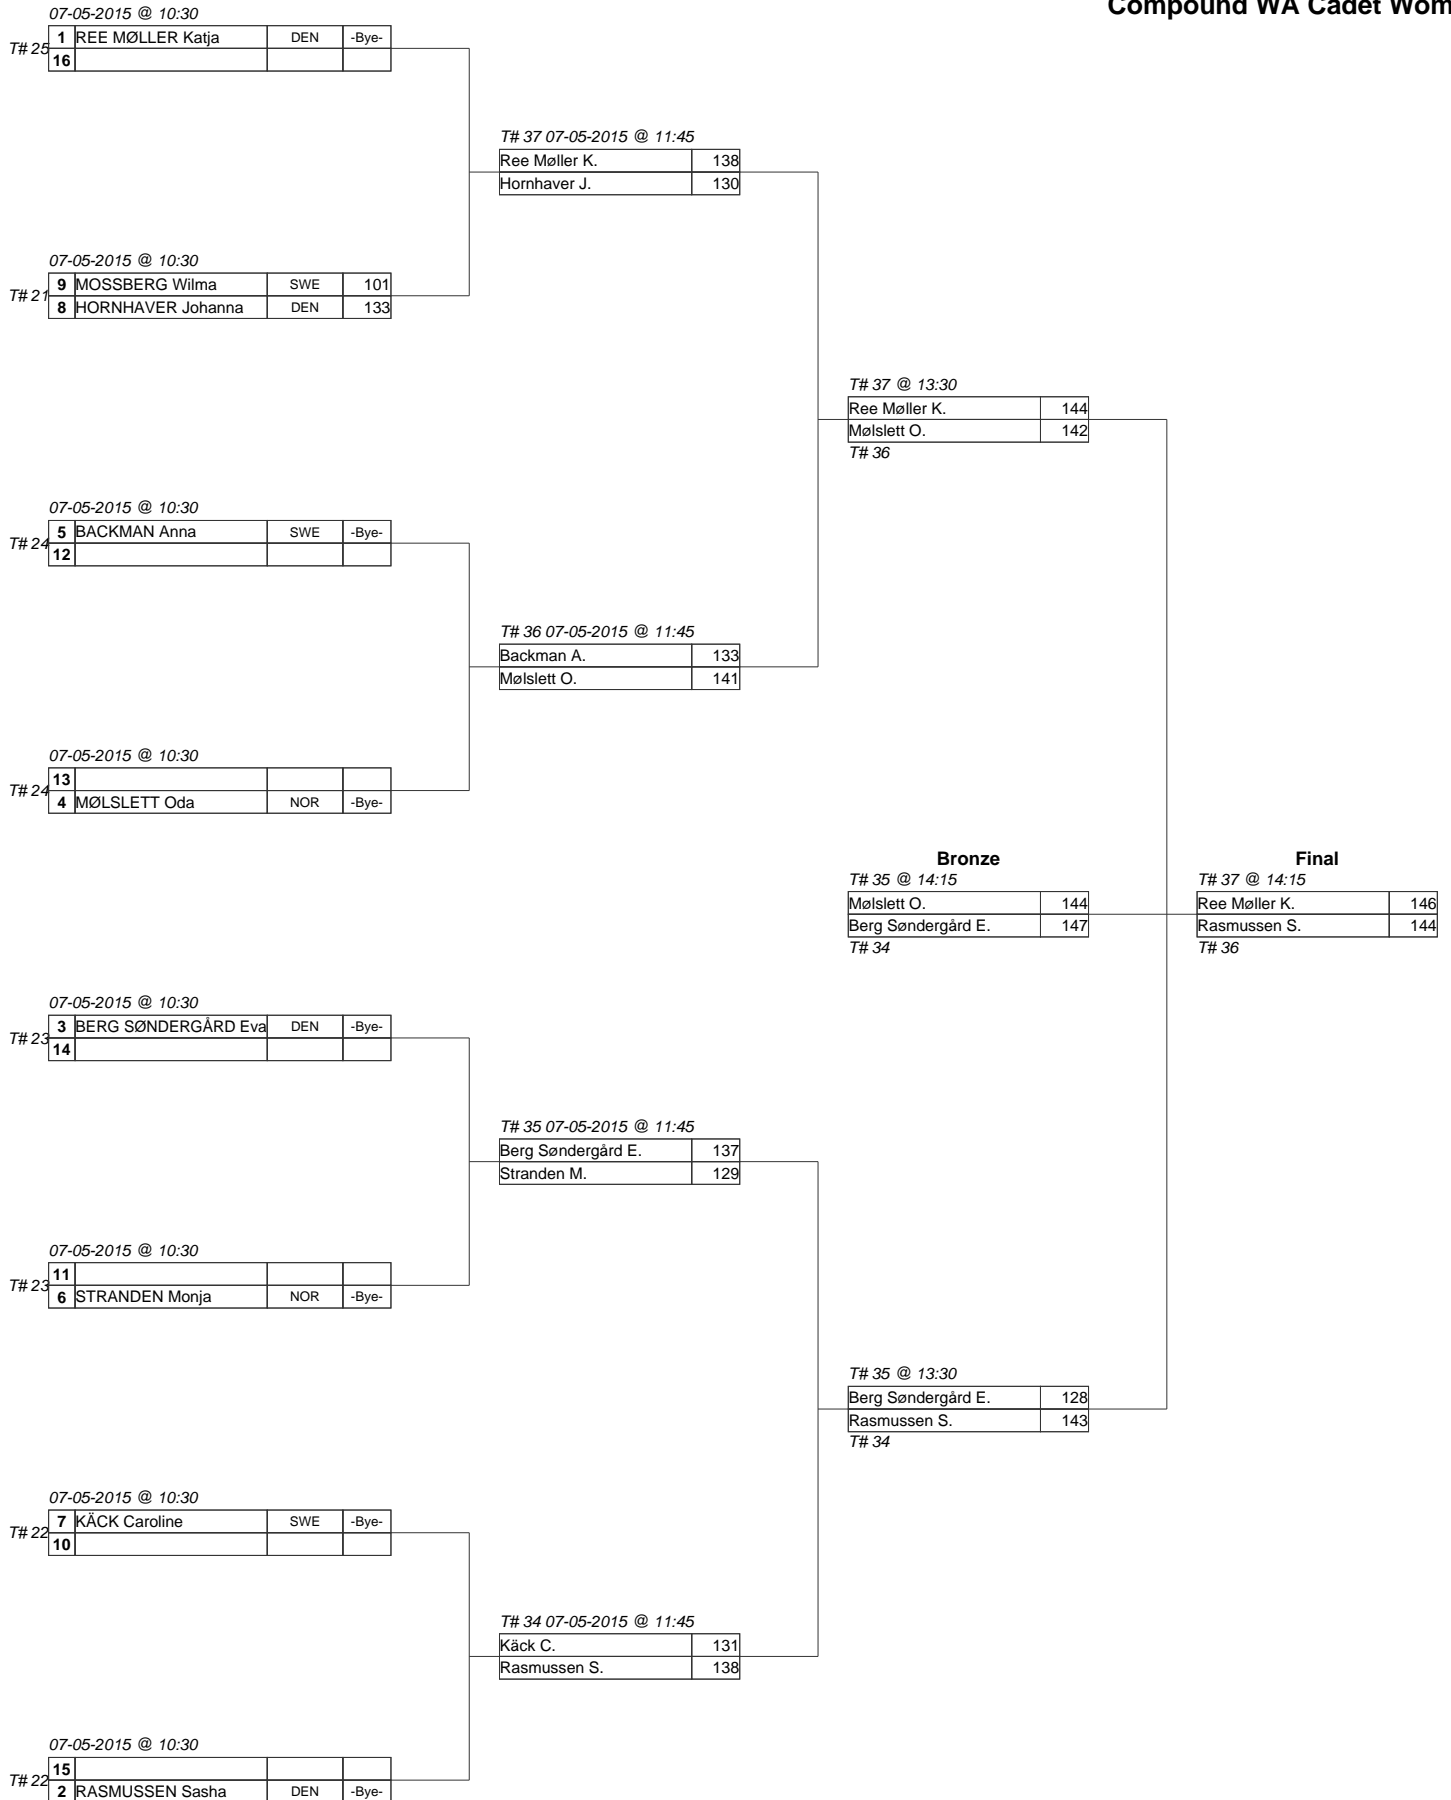 Compound WA Cadet Wom
07-05-2015 @ 10:30
T# 25
1 REE MØLLER Katja DEN -Bye-
16
T# 37 07-05-2015 @ 11:45
Ree Møller K. 138
Hornhaver J. 130
07-05-2015 @ 10:30
T# 21
9 MOSSBERG Wilma SWE 101
8 HORNHAVER Johanna DEN 133
T# 37 @ 13:30
Ree Møller K. 144
Mølslett O. 142
T# 36
07-05-2015 @ 10:30
T# 24
5 BACKMAN Anna SWE -Bye-
12
T# 36 07-05-2015 @ 11:45
Backman A. 133
Mølslett O. 141
07-05-2015 @ 10:30
T# 24
13
4 MØLSLETT Oda NOR -Bye-
Bronze
T# 35 @ 14:15
Mølslett O. 144
Berg Søndergård E. 147
T# 34
Final
T# 37 @ 14:15
Ree Møller K. 146
Rasmussen S. 144
T# 36
07-05-2015 @ 10:30
T# 23
3 BERG SØNDERGÅRD Eva DEN -Bye-
14
T# 35 07-05-2015 @ 11:45
Berg Søndergård E. 137
Stranden M. 129
07-05-2015 @ 10:30
T# 23
11
6 STRANDEN Monja NOR -Bye-
T# 35 @ 13:30
Berg Søndergård E. 128
Rasmussen S. 143
T# 34
07-05-2015 @ 10:30
T# 22
7 KÄCK Caroline SWE -Bye-
10
T# 34 07-05-2015 @ 11:45
Käck C. 131
Rasmussen S. 138
07-05-2015 @ 10:30
T# 22
15
2 RASMUSSEN Sasha DEN -Bye-